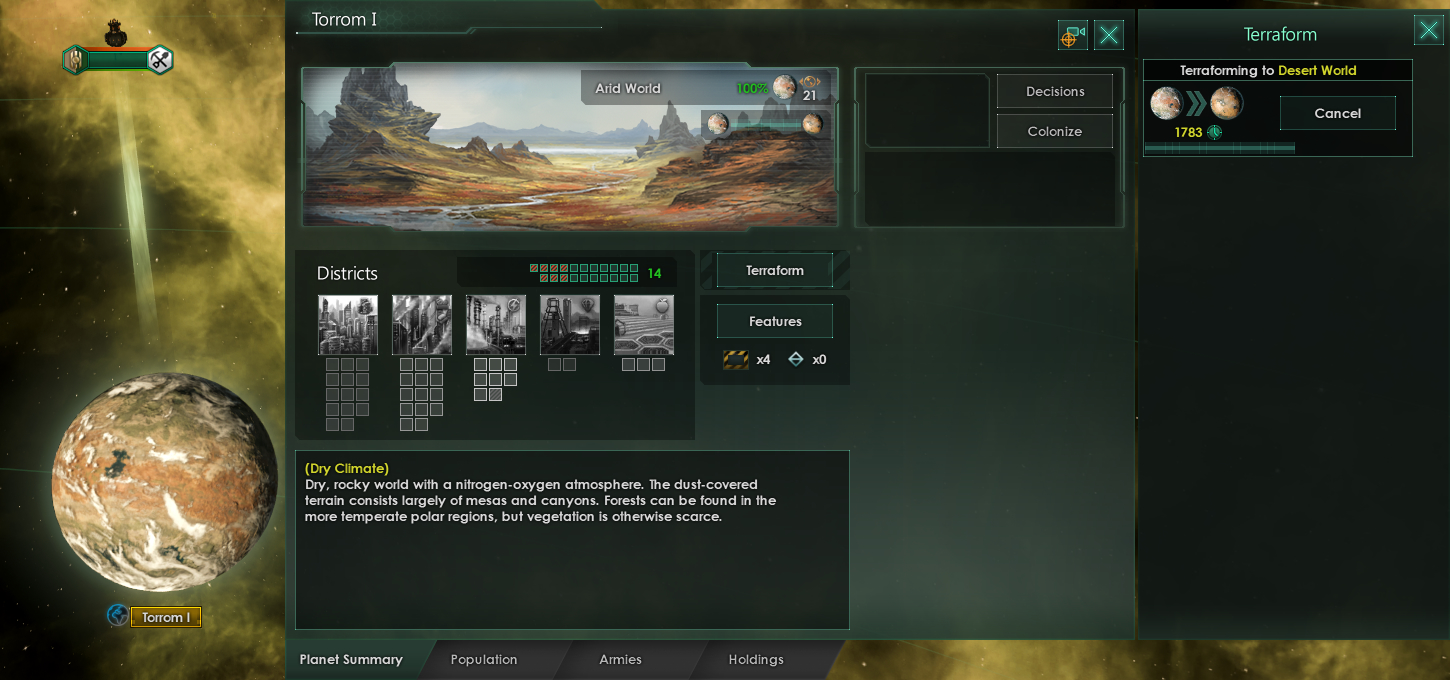 Torrom I
Terraform
Arid World
100%
21
Decisions
Colonize
Terraforming to Desert World
Cancel
1783
Districts
14
Terraform
Features
x4
x0
(Dry Climate)
Dry, rocky world with a nitrogen-oxygen atmosphere. The dust-covered
terrain consists largely of mesas and canyons. Forests can be found in the
more temperate polar regions, but vegetation is otherwise scarce.
Torrom I
Planet Summary
Population
Armies
Holdings